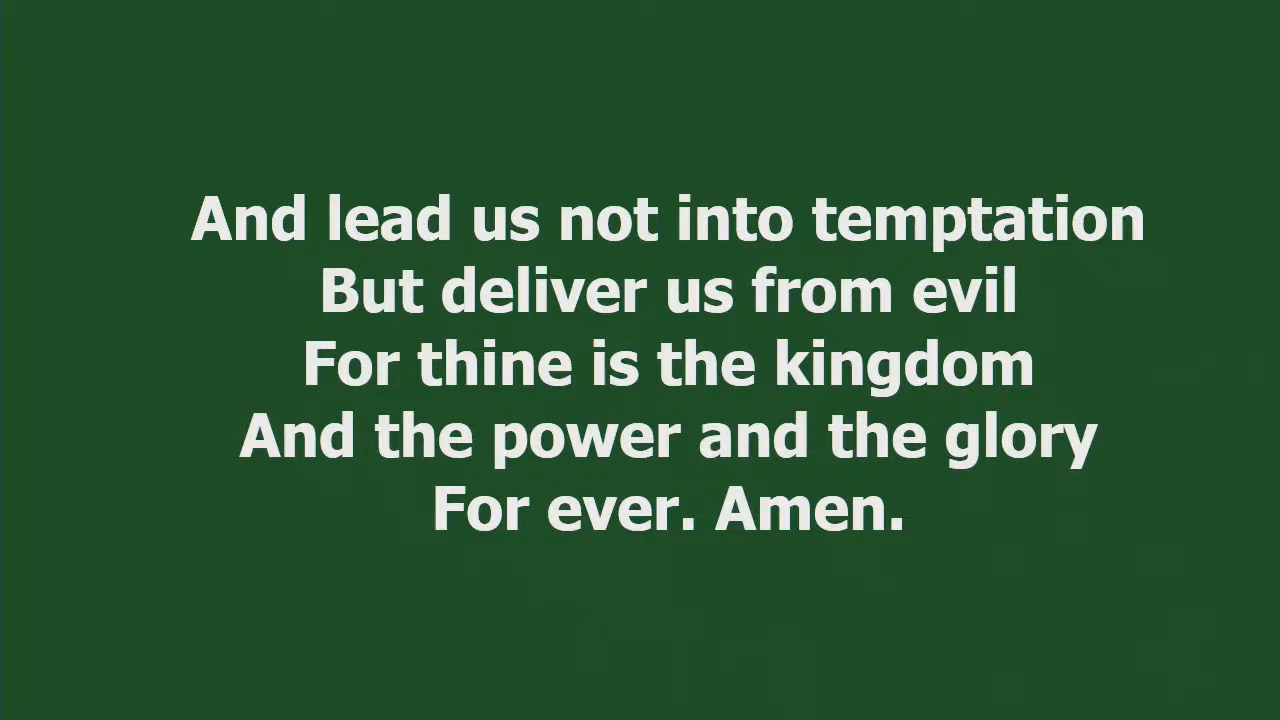 And lead us not into temptation
But deliver us from evil
For thine is the kingdom
And the power and the glory
For ever. Amen.